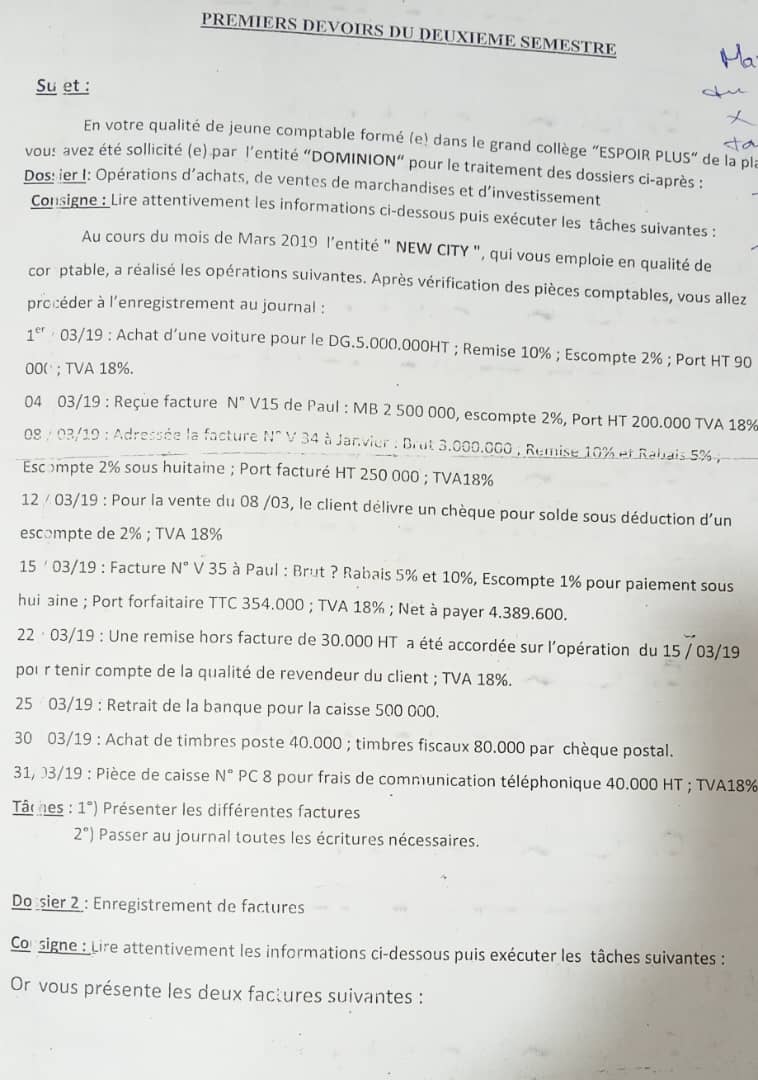 PREMIERS DEVOIRS DU DEUXIEME SEMESTRE
Su et :
En votre qualité de jeune comptable formé (e) dans le grand collège "ESPOIR PLUS" de la pla
vous avez été sollicité (e) par l'entité "DOMINION" pour le traitement des dossiers ci-après :
Dossier I: Opérations d'achats, de ventes de marchandises et d'investissement
Consigne : Lire attentivement les informations ci-dessous puis exécuter les tâches suivantes :
Au cours du mois de Mars 2019 l'entité " NEW CITY ", qui vous emploie en qualité de
cor ptable, a réalisé les opérations suivantes. Après vérification des pièces comptables, vous allez
procéder à l'enregistrement au journal :
1er 03/19 : Achat d'une voiture pour le DG.5.000.000HT ; Remise 10% ; Escompte 2% ; Port HT 90
000 ; TVA 18%.
04 03/19 : Reçue facture N° V15 de Paul : MB 2 500 000, escompte 2%, Port HT 200.000 TVA 18%
08 / 03/19 : Adressée la facture N° V 34 à Janvier : Brut 3.000.000 ; Remise 10% et Rabais 5% ;
Escompte 2% sous huitaine ; Port facturé HT 250 000 ; TVA18%
12 / 03/19 : Pour la vente du 08 /03, le client délivre un chèque pour solde sous déduction d'un
escompte de 2% ; TVA 18%
15 / 03/19 : Facture N° V 35 à Paul : Brut ? Rabais 5% et 10%, Escompte 1% pour paiement sous
hui aine ; Port forfaitaire TTC 354.000 ; TVA 18% ; Net à payer 4.389.600.
22 03/19 : Une remise hors facture de 30.000 HT a été accordée sur l'opération du 15 / 03/19
pour tenir compte de la qualité de revendeur du client ; TVA 18%.
25 03/19 : Retrait de la banque pour la caisse 500 000.
30 03/19 : Achat de timbres poste 40.000 ; timbres fiscaux 80.000 par chèque postal.
31/ 03/19 : Pièce de caisse N° PC 8 pour frais de communication téléphonique 40.000 HT ; TVA18%
Tâches : 1°) Présenter les différentes factures
2°) Passer au journal toutes les écritures nécessaires.
Do sier 2 : Enregistrement de factures
Co signe : Lire attentivement les informations ci-dessous puis exécuter les tâches suivantes :
Or vous présente les deux factures suivantes :